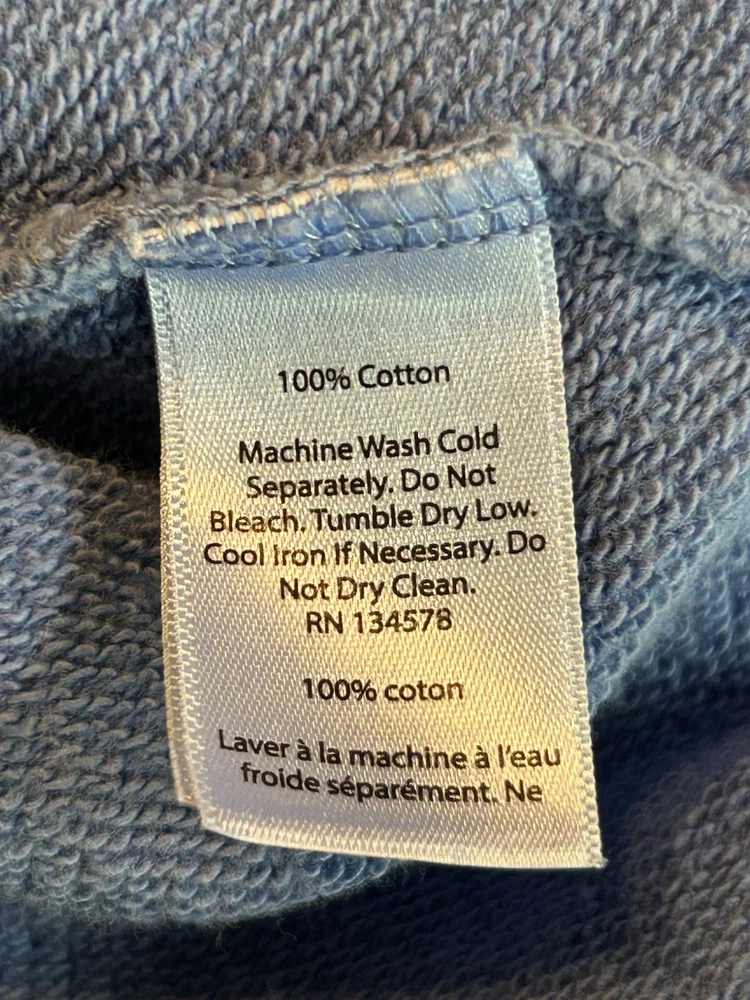 100% Cotton
Machine Wash Cold
Separately. Do Not
Bleach. Tumble Dry Low.
Cool Iron If Necessary. Do
Not Dry Clean.
RN 134578
100% coton
Laver à la machine à l'eau
froide séparément. Ne